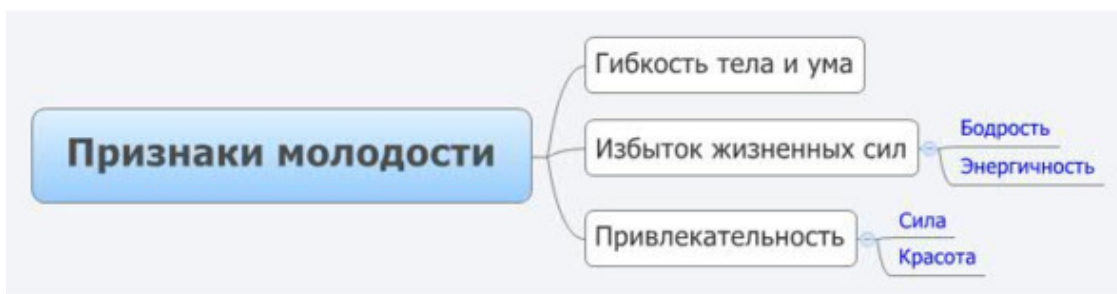 Признаки молодости
Гибкость тела и ума
Избыток жизненных сил
Бодрость
Энергичность
Привлекательность
Сила
Красота